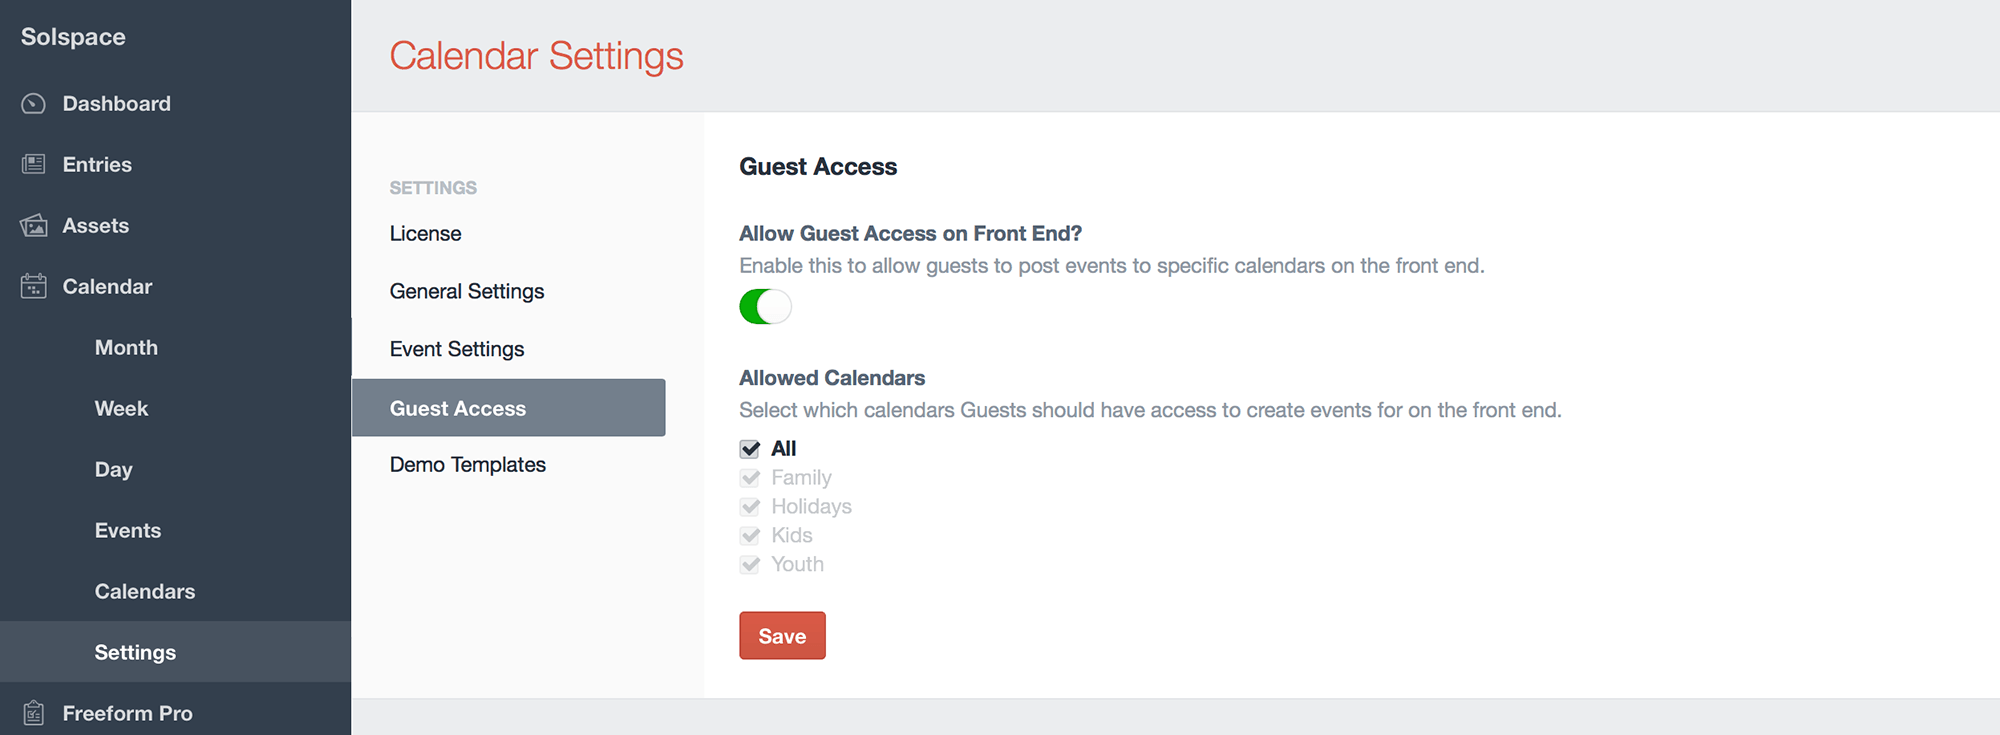 Solspace
Dashboard
Entries
Assets
Calendar
Month
Week
Day
Events
Calendars
Settings
Freeform Pro
Calendar Settings
SETTINGS
License
General Settings
Event Settings
Guest Access
Demo Templates
Guest Access
Allow Guest Access on Front End?
Enable this to allow guests to post events to specific calendars on the front end.
Allowed Calendars
Select which calendars Guests should have access to create events for on the front end.
All
Family
Holidays
Kids
Youth
Save